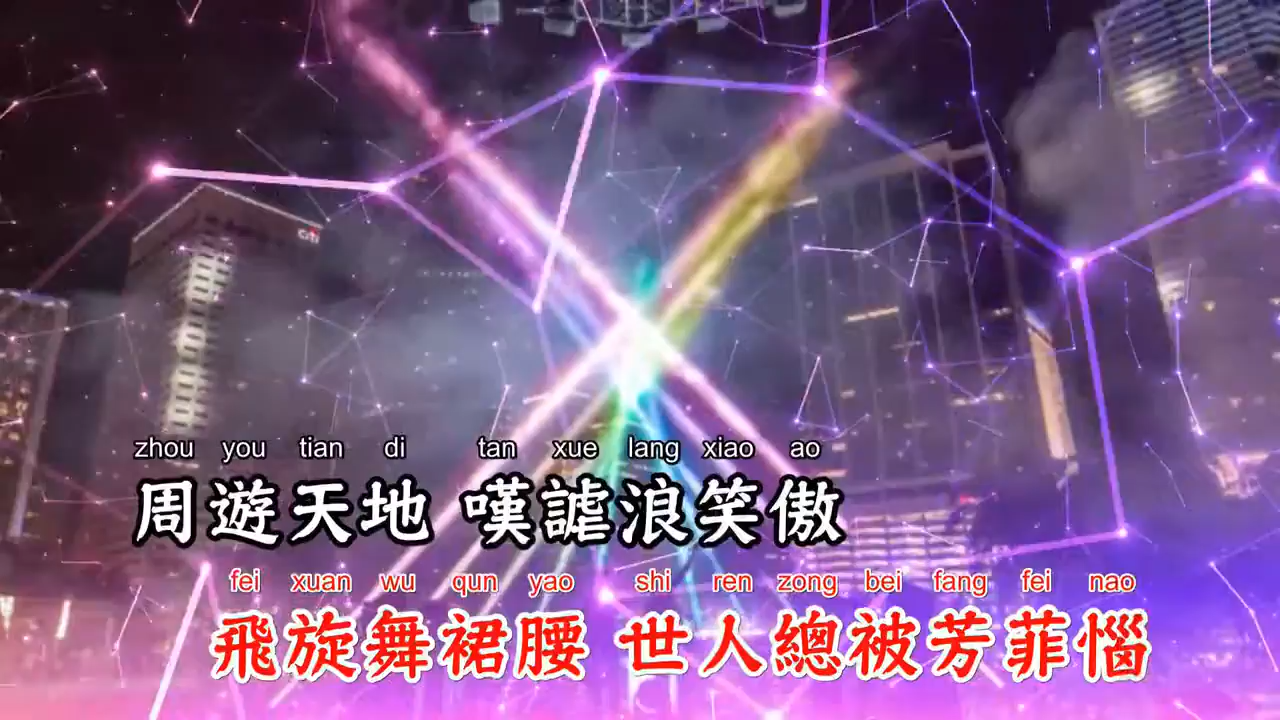 citi
zhou you tian di tan xue lang xiao ao
周遊天地 嘆謔浪笑傲
fei xuan wu qun yao shi ren zong bei fang fei nao
飛旋舞裙腰 世人總被芳菲惱